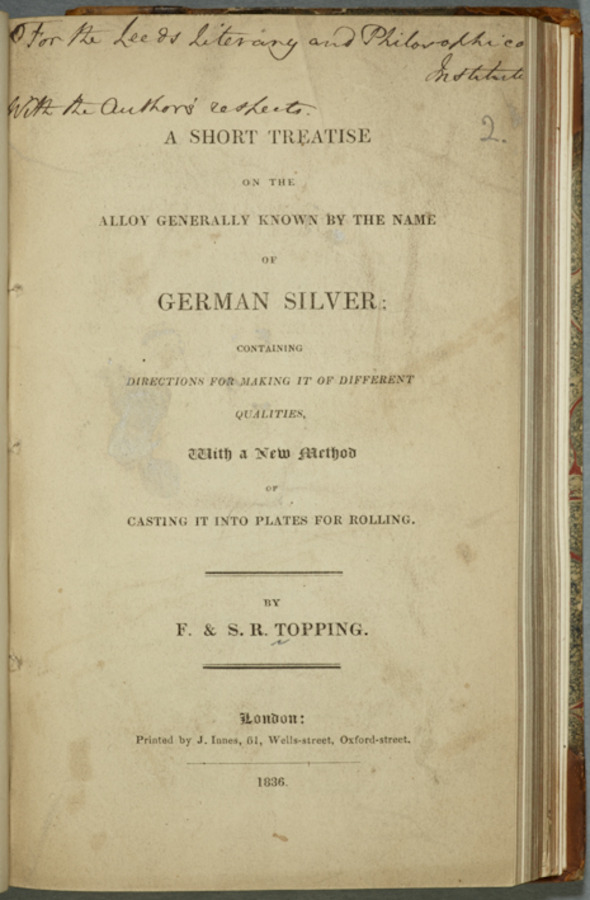 For the Leeds Literary and Philosophica
Institute
With the Author's respects.
2.
A SHORT TREATISE
ON THE
ALLOY GENERALLY KNOWN BY THE NAME
OF
GERMAN SILVER:
CONTAINING
DIRECTIONS FOR MAKING IT OF DIFFERENT
QUALITIES,
With a New Method
OF
CASTING IT INTO PLATES FOR ROLLING.
BY
F. & S. R. TOPPING.
London:
Printed by J. Innes, 61, Wells-street, Oxford-street.
1836.